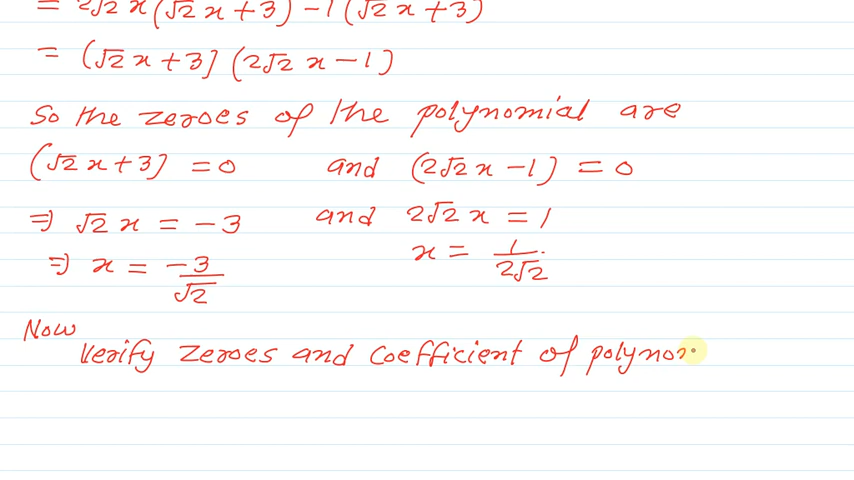 = 2√2 x (√2 x + 3) - 1 (√2 x + 3)
= (√2 x + 3) (2√2 x - 1)
So the zeroes of the polynomial are
(√2 x + 3) = 0 and (2√2 x - 1) = 0
⇒ √2 x = -3 and 2√2 x = 1
⇒ x = -3/√2 x = 1/2√2
Now
Verify zeroes and coefficient of polynom